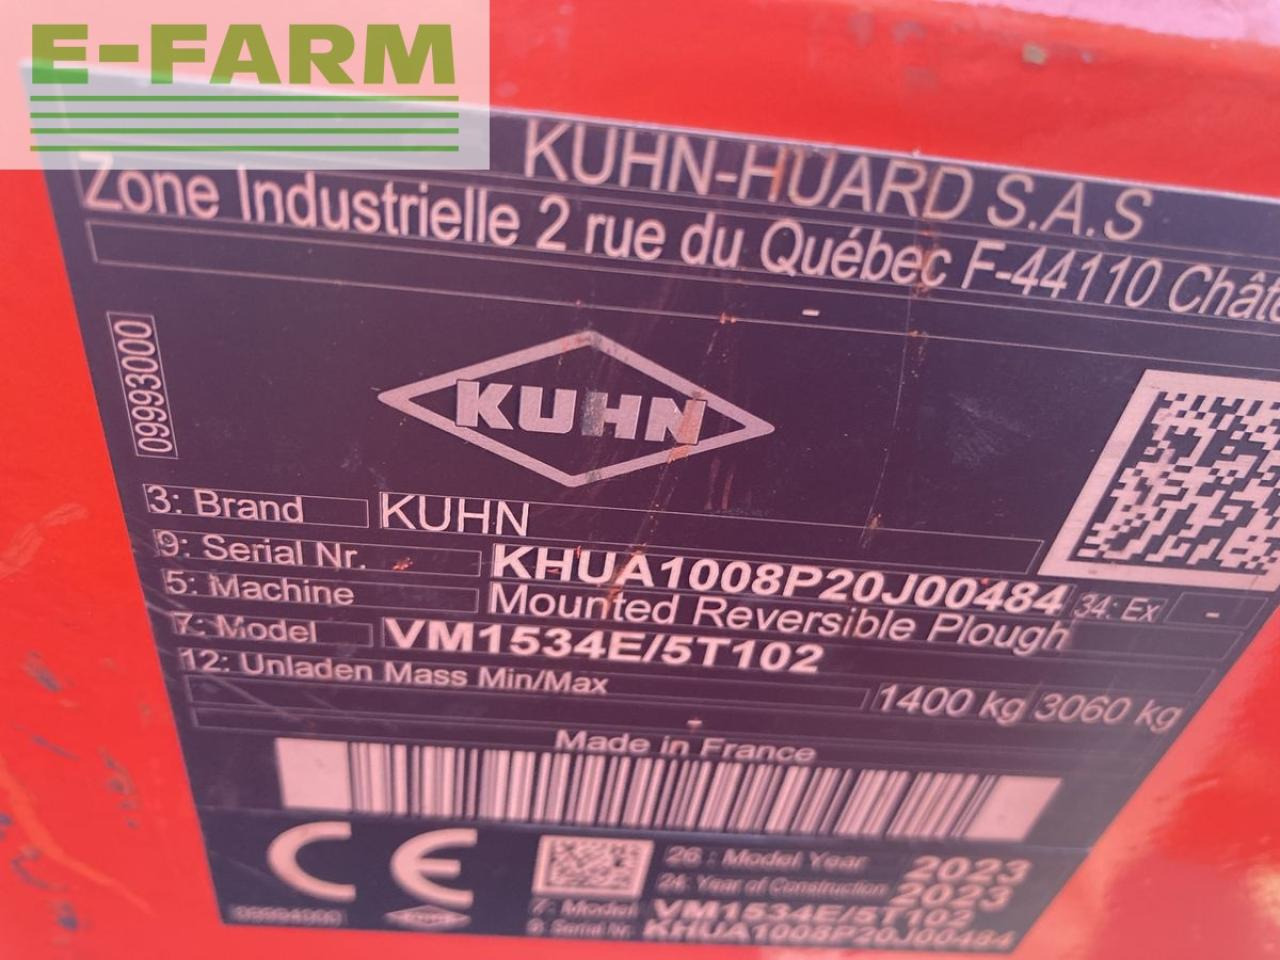 E-FARM
KUHN-HUARD S.A.S
Zone Industrielle 2 rue du Québec F-44110
-
09993000
KUHN
3: Brand KUHN
9: Serial Nr. KHUA1008P20J00484 34: Ex -
5: Machine Mounted Reversible Plough
7: Model VM1534E/5T102
12: Unladen Mass Min/Max 1400 kg 3060 kg
-
Made in France
CE
26 : Model Year 2023
24: Year of Construction 2023
7: Model VM1534E/5T102
9: Serial Nr. KHUA1008P20J00484
KUHN